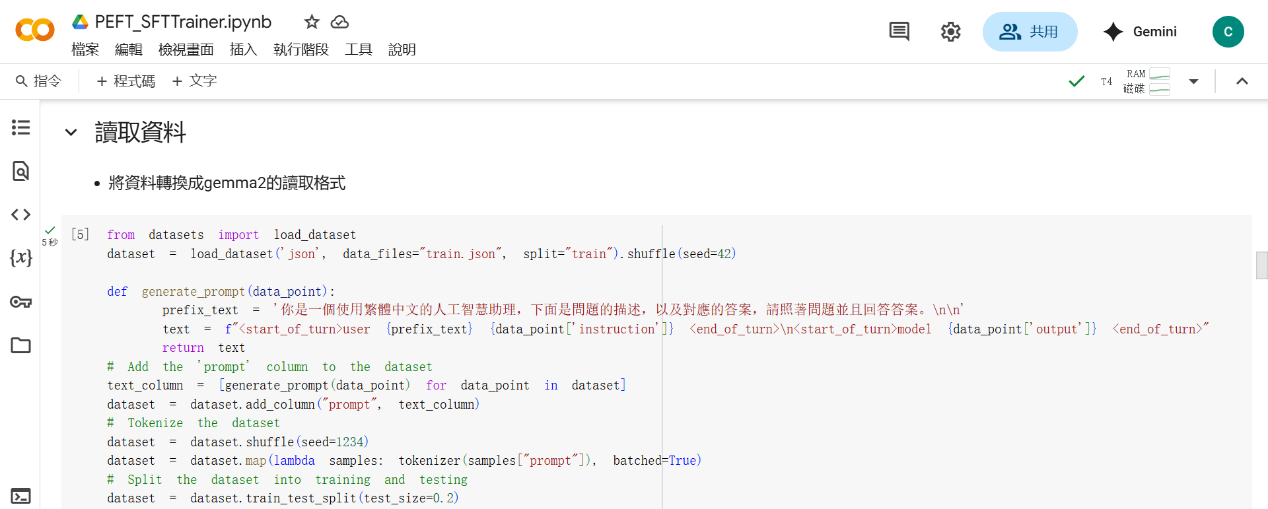 PEFT_SFTTrainer.ipynb
檔案 編輯 檢視畫面 插入 執行階段 工具 說明
共用
Gemini
C
指令 + 程式碼 + 文字
T4
RAM
磁碟
讀取資料
• 將資料轉換成gemma2的讀取格式
5 秒
[5]
from datasets import load_dataset
dataset = load_dataset('json', data_files="train.json", split="train").shuffle(seed=42)
def generate_prompt(data_point):
prefix_text = '你是一個使用繁體中文的人工智慧助理，下面是問題的描述，以及對應的答案，請照著問題並且回答答案。\n\n'
text = f"<start_of_turn>user {prefix_text} {data_point['instruction']} <end_of_turn>\n<start_of_turn>model {data_point['output']} <end_of_turn>"
return text
# Add the 'prompt' column to the dataset
text_column = [generate_prompt(data_point) for data_point in dataset]
dataset = dataset.add_column("prompt", text_column)
# Tokenize the dataset
dataset = dataset.shuffle(seed=1234)
dataset = dataset.map(lambda samples: tokenizer(samples["prompt"]), batched=True)
# Split the dataset into training and testing
dataset = dataset.train_test_split(test_size=0.2)
{x}